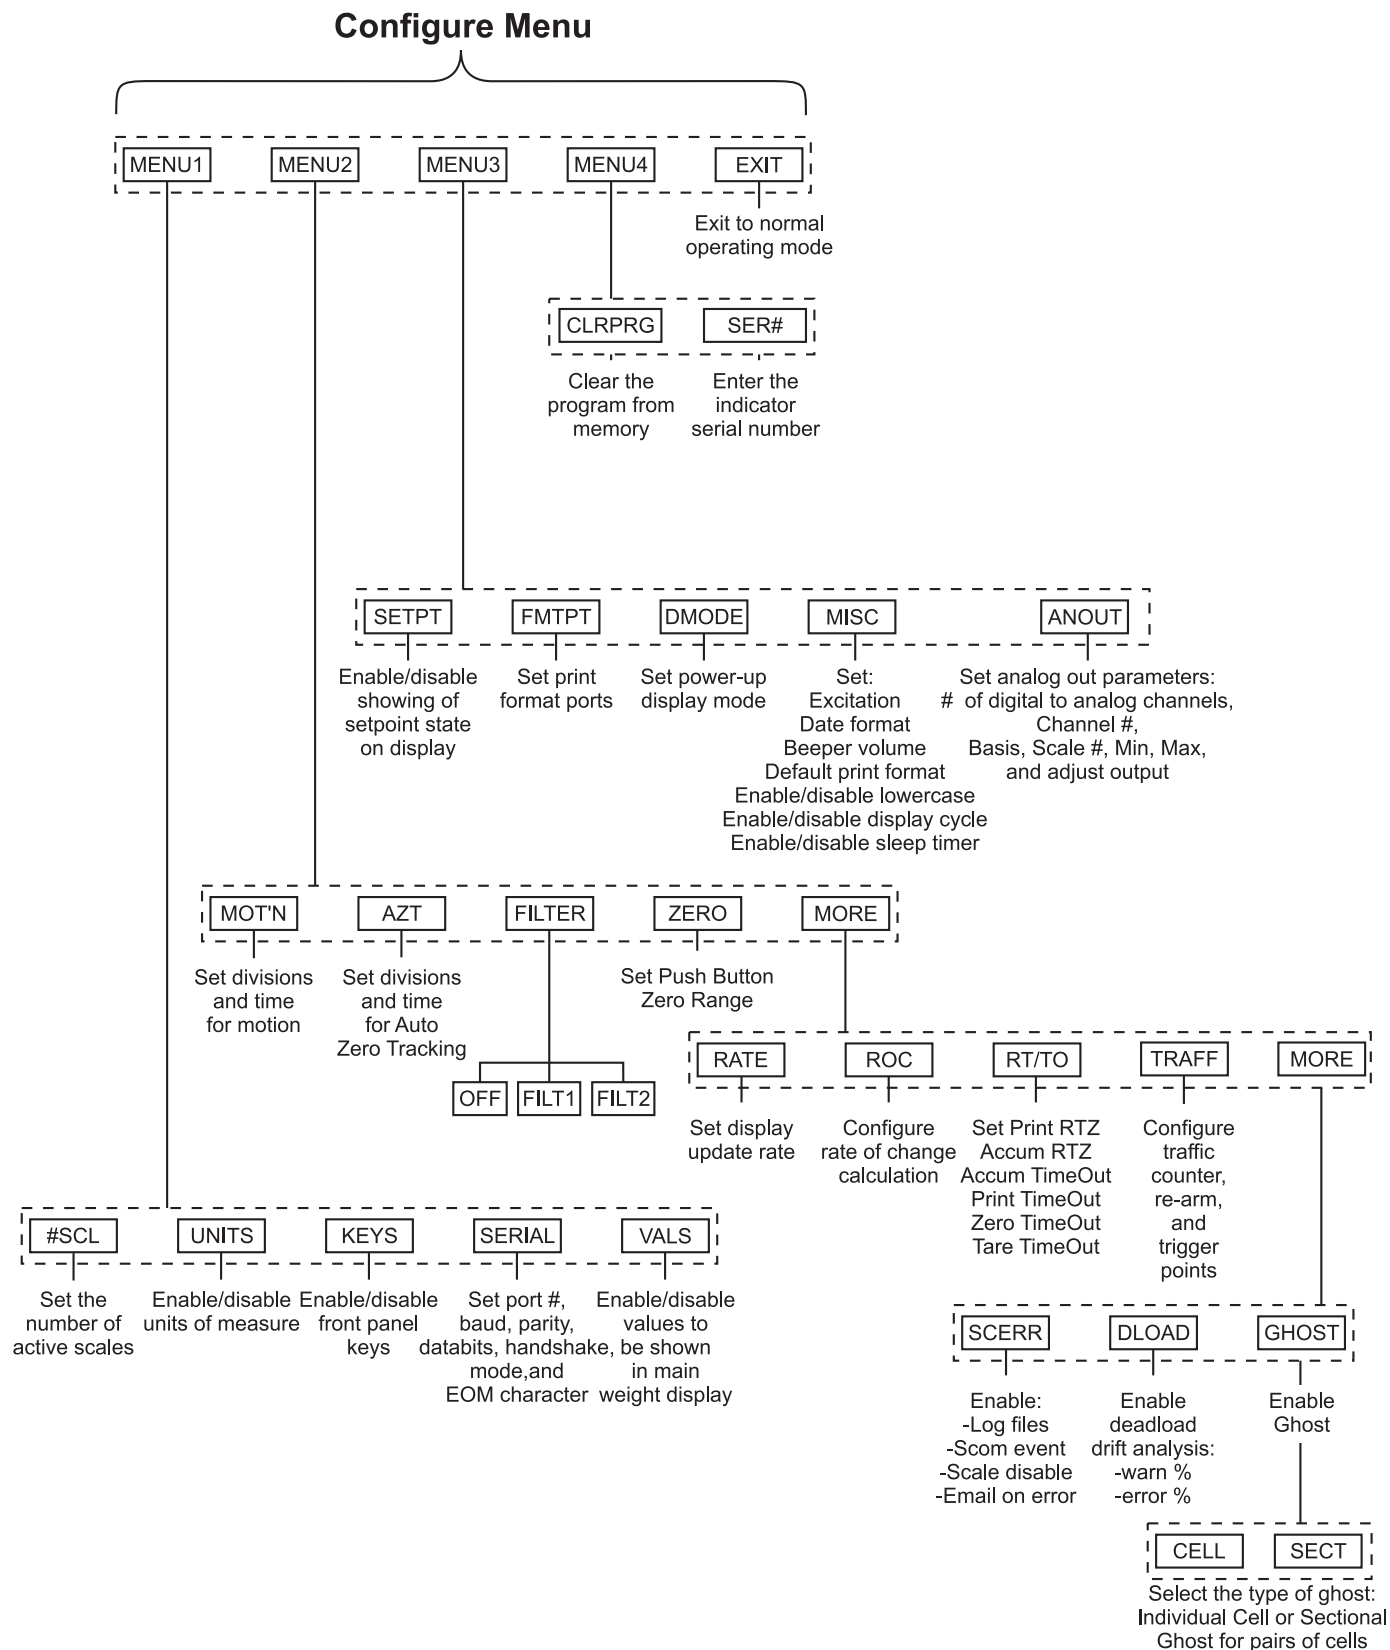 Configure Menu
MENU1
MENU2
MENU3
MENU4
EXIT
Exit to normal
operating mode
CLRPRG
SER#
Clear the
program from
memory
Enter the
indicator
serial number
SETPT
FMTPT
DMODE
MISC
ANOUT
Enable/disable
showing of
setpoint state
on display
Set print
format ports
Set power-up
display mode
Set:
Excitation
Date format
Beeper volume
Default print format
Enable/disable lowercase
Enable/disable display cycle
Enable/disable sleep timer
Set analog out parameters:
# of digital to analog channels,
Channel #,
Basis, Scale #, Min, Max,
and adjust output
MOT'N
AZT
FILTER
ZERO
MORE
Set divisions
and time
for motion
Set divisions
and time
for Auto
Zero Tracking
OFF
FILT1
FILT2
Set Push Button
Zero Range
RATE
ROC
RT/TO
TRAFF
MORE
Set display
update rate
Configure
rate of change
calculation
Set Print RTZ
Accum RTZ
Accum TimeOut
Print TimeOut
Zero TimeOut
Tare TimeOut
Configure
traffic
counter,
re-arm,
and
trigger
points
#SCL
UNITS
KEYS
SERIAL
VALS
Set the
number of
active scales
Enable/disable
units of measure
Enable/disable
front panel
keys
Set port #,
baud, parity,
databits, handshake,
mode,and
EOM character
Enable/disable
values to
be shown
in main
weight display
SCERR
DLOAD
GHOST
Enable:
-Log files
-Scom event
-Scale disable
-Email on error
Enable
deadload
drift analysis:
-warn %
-error %
Enable
Ghost
CELL
SECT
Select the type of ghost:
Individual Cell or Sectional
Ghost for pairs of cells